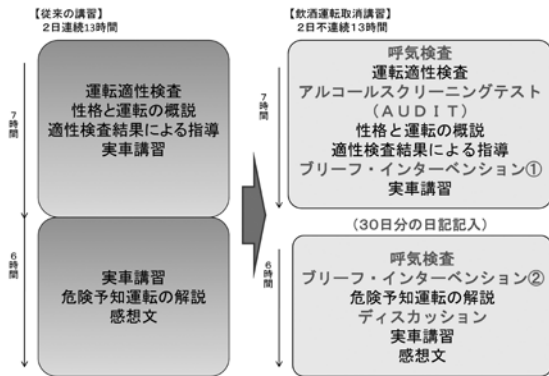 【従来の講習】
2日連続13時間
7時間
運転適性検査
性格と運転の概説
適性検査結果による指導
実車講習
6時間
実車講習
危険予知運転の解説
感想文
【飲酒運転取消講習】
2日不連続13時間
7時間
呼気検査
運転適性検査
アルコールスクリーニングテスト
(AUDIT)
性格と運転の概説
適性検査結果による指導
ブリーフ・インターベンション①
実車講習
(30日分の日記記入)
6時間
呼気検査
ブリーフ・インターベンション②
危険予知運転の解説
ディスカッション
実車講習
感想文